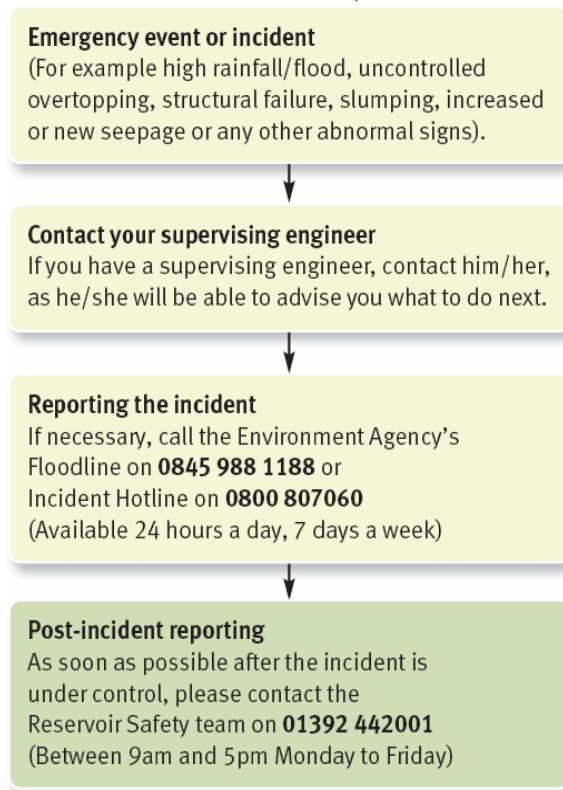 Emergency event or incident
(For example high rainfall/flood, uncontrolled
overtopping, structural failure, slumping, increased
or new seepage or any other abnormal signs).
Contact your supervising engineer
If you have a supervising engineer, contact him/her,
as he/she will be able to advise you what to do next.
Reporting the incident
If necessary, call the Environment Agency’s
Floodline on 0845 988 1188 or
Incident Hotline on 0800 807060
(Available 24 hours a day, 7 days a week)
Post-incident reporting
As soon as possible after the incident is
under control, please contact the
Reservoir Safety team on 01392 442001
(Between 9am and 5pm Monday to Friday)